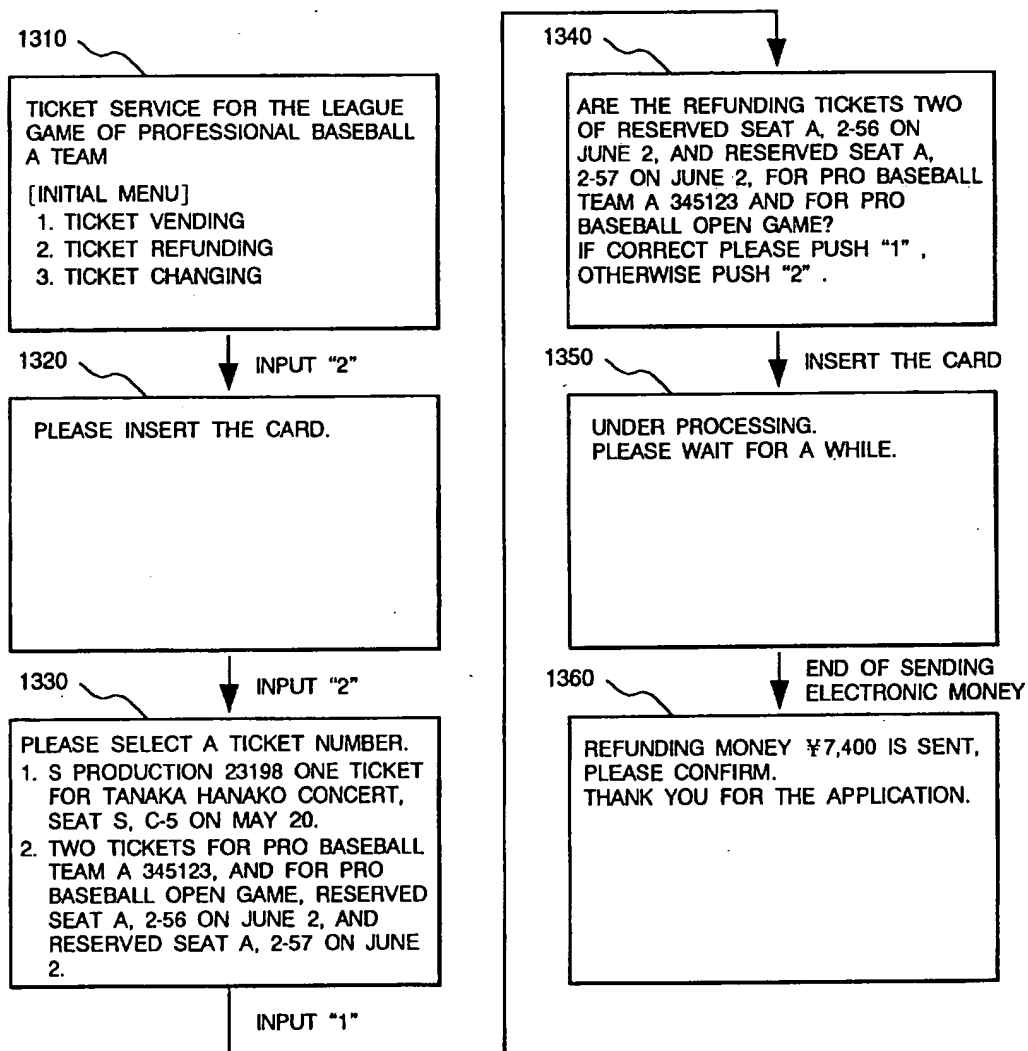 1310
TICKET SERVICE FOR THE LEAGUE
GAME OF PROFESSIONAL BASEBALL
A TEAM
[INITIAL MENU]
1. TICKET VENDING
2. TICKET REFUNDING
3. TICKET CHANGING
INPUT "2"
1320
PLEASE INSERT THE CARD.
INPUT "2"
1330
PLEASE SELECT A TICKET NUMBER.
1. S PRODUCTION 23198 ONE TICKET
FOR TANAKA HANAKO CONCERT,
SEAT S, C-5 ON MAY 20.
2. TWO TICKETS FOR PRO BASEBALL
TEAM A 345123, AND FOR PRO
BASEBALL OPEN GAME, RESERVED
SEAT A, 2-56 ON JUNE 2, AND
RESERVED SEAT A, 2-57 ON JUNE
2.
INPUT "1"
1340
ARE THE REFUNDING TICKETS TWO
OF RESERVED SEAT A, 2-56 ON
JUNE 2, AND RESERVED SEAT A,
2-57 ON JUNE 2, FOR PRO BASEBALL
TEAM A 345123 AND FOR PRO
BASEBALL OPEN GAME?
IF CORRECT PLEASE PUSH "1" ,
OTHERWISE PUSH "2" .
INSERT THE CARD
1350
UNDER PROCESSING.
PLEASE WAIT FOR A WHILE.
END OF SENDING
ELECTRONIC MONEY
1360
REFUNDING MONEY ¥7,400 IS SENT,
PLEASE CONFIRM.
THANK YOU FOR THE APPLICATION.